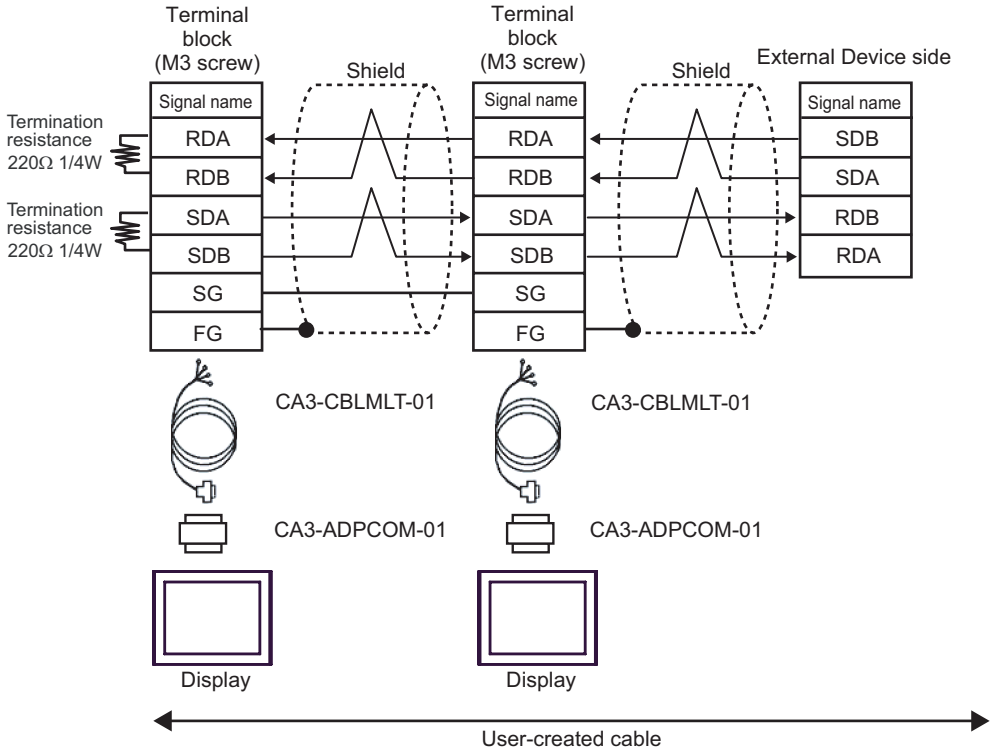 Terminal
block
(M3 screw)
Terminal
block
(M3 screw)
External Device side
Shield
Shield
Signal name
Signal name
Signal name
Termination
resistance
220Ω 1/4W
RDA
RDA
SDB
RDB
RDB
SDA
Termination
resistance
220Ω 1/4W
SDA
SDA
RDB
SDB
SDB
RDA
SG
SG
FG
FG
CA3-CBLMLT-01
CA3-CBLMLT-01
CA3-ADPCOM-01
CA3-ADPCOM-01
Display
Display
User-created cable